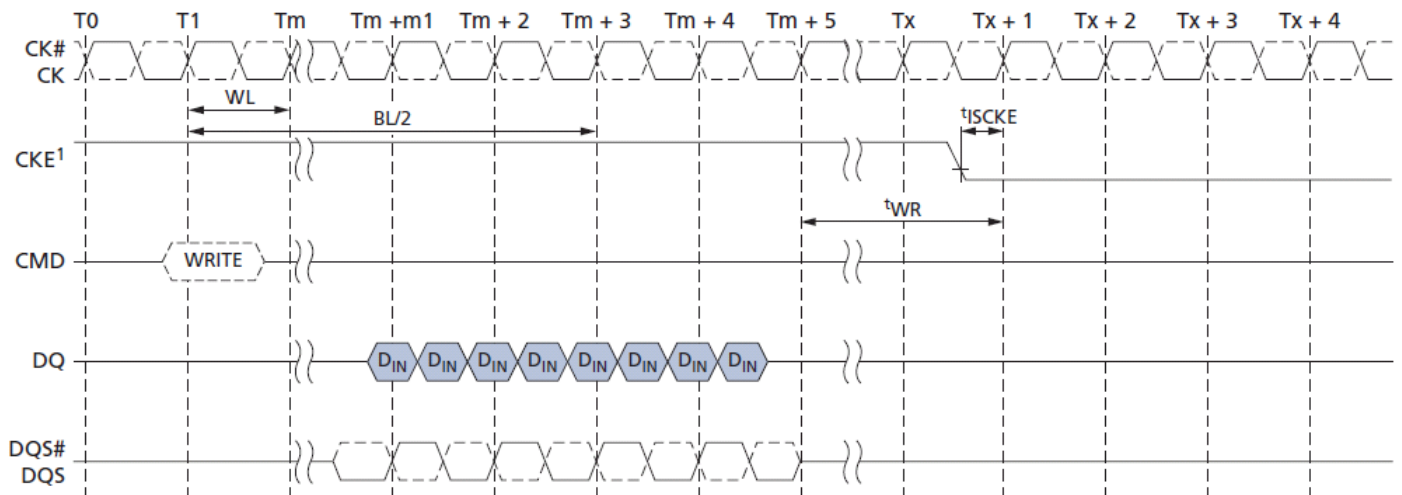 T0 T1 Tm Tm +m1 Tm + 2 Tm + 3 Tm + 4 Tm + 5 Tx Tx + 1 Tx + 2 Tx + 3 Tx + 4
CK#
CK
WL
BL/2
tISCKE
CKE1
tWR
CMD WRITE
DQ DIN DIN DIN DIN DIN DIN DIN DIN
DQS#
DQS